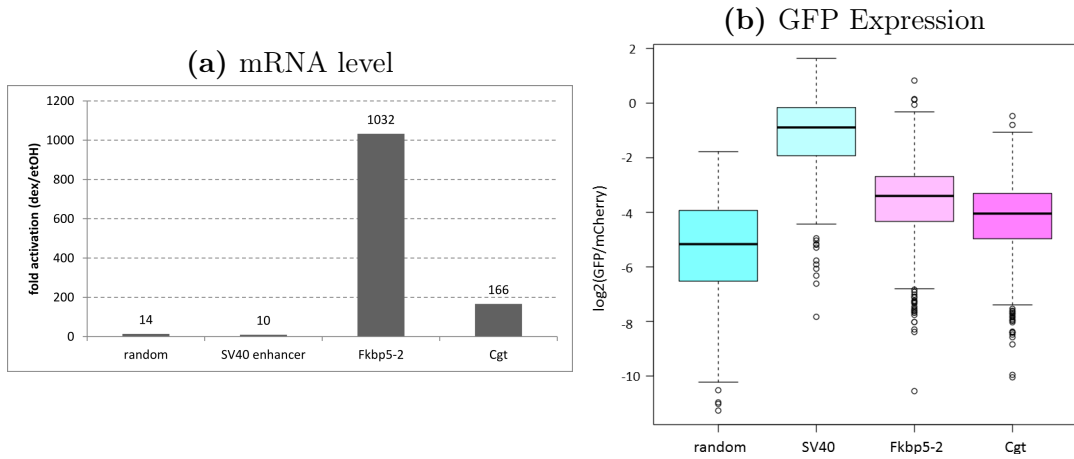 (a) mRNA level
fold activation (dex/etOH)
1200
1000
800
600
400
200
0
14
10
1032
166
random
SV40 enhancer
Fkbp5-2
Cgt
(b) GFP Expression
log2(GFP/mCherry)
2
0
-2
-4
-6
-8
-10
random
SV40
Fkbp5-2
Cgt